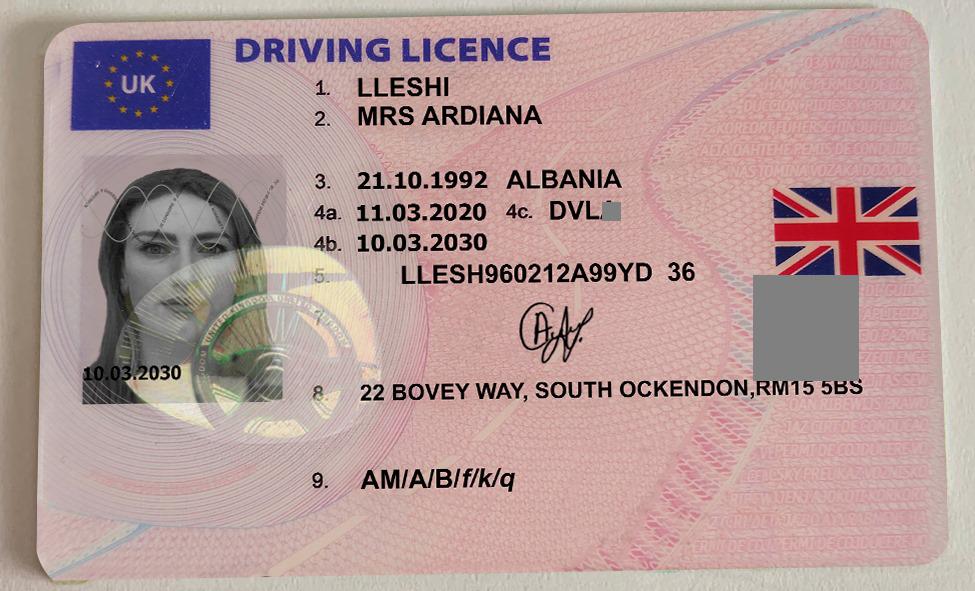 UK
DRIVING LICENCE
1. LLESHI
2. MRS ARDIANA
3. 21.10.1992 ALBANIA
4a. 11.03.2020 4c. DVL
4b. 10.03.2030
5. LLESH960212A99YD 36
10.03.2030
8. 22 BOVEY WAY, SOUTH OCKENDON,RM15 5BS
9. AM/A/B/f/k/q